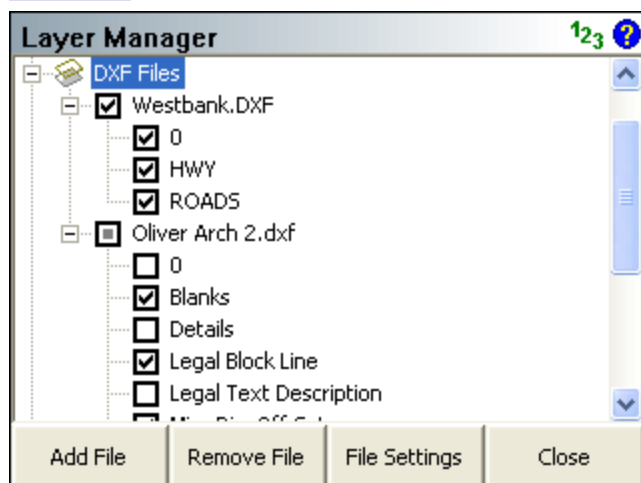 Layer Manager 123 ?
DXF Files
Westbank.DXF
0
HWY
ROADS
Oliver Arch 2.dxf
0
Blanks
Details
Legal Block Line
Legal Text Description
Add File Remove File File Settings Close